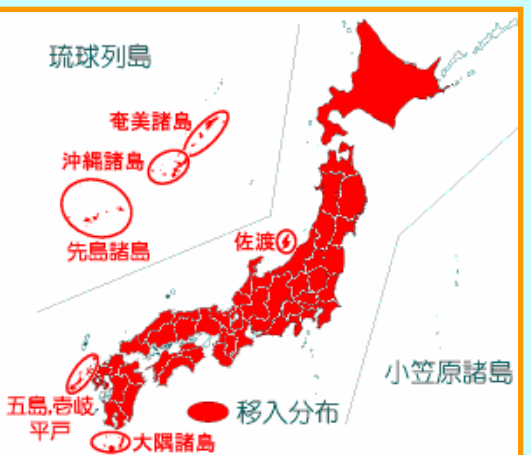 琉球列島
奄美諸島
沖縄諸島
先島諸島
佐渡
小笠原諸島
五島,壱岐
平戸
移入分布
大隅諸島